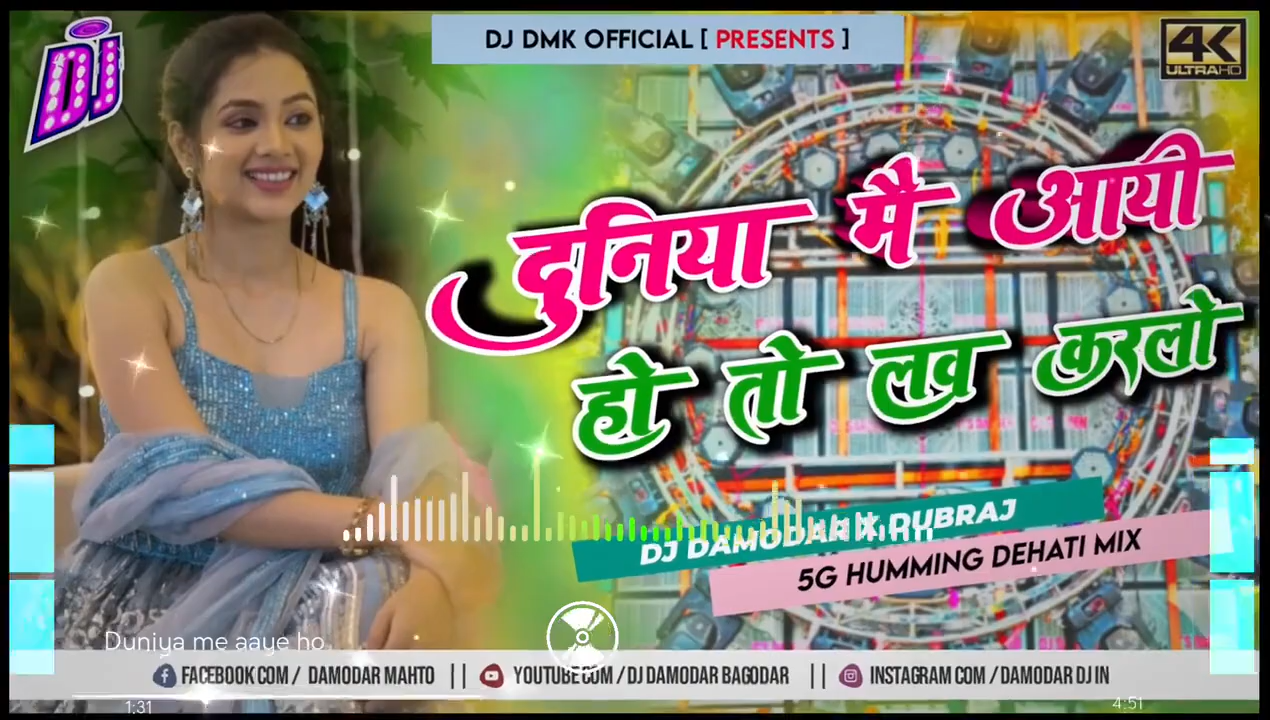 DJ
DJ DMK OFFICIAL [ PRESENTS ]
4K
ULTRA HD
दुनिया मै आयी
हो तो लव करलो
DJ DAMODAR X DUBRAJ
5G HUMMING DEHATI MIX
Duniya me aaye ho
FACEBOOK COM / DAMODAR MAHTO || YOUTUBE COM / DJ DAMODAR BAGODAR || INSTAGRAM COM / DAMODAR DJ IN
1:31
4:51